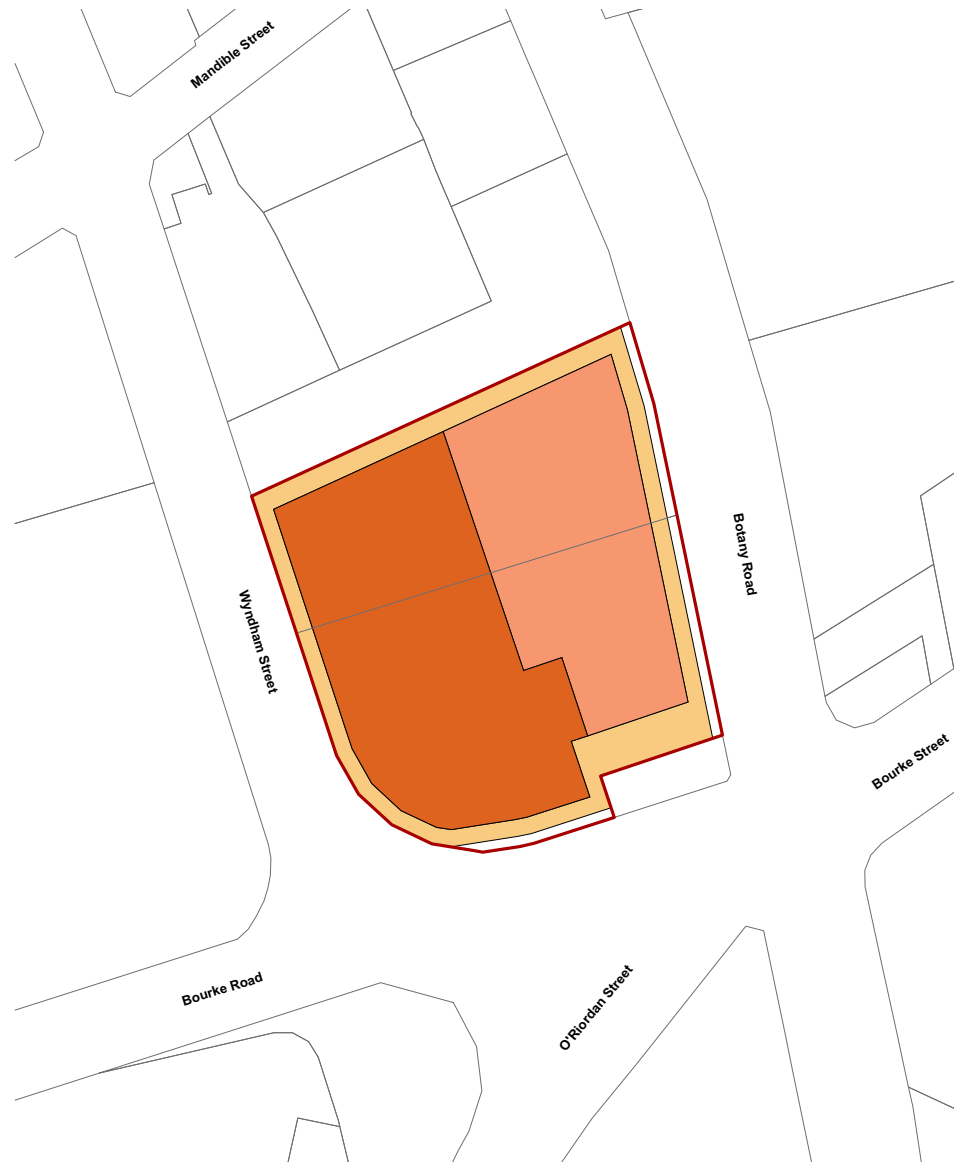 Mandible Street
Botany Road
Wyndham Street
Bourke Street
Bourke Road
O'Riordan Street